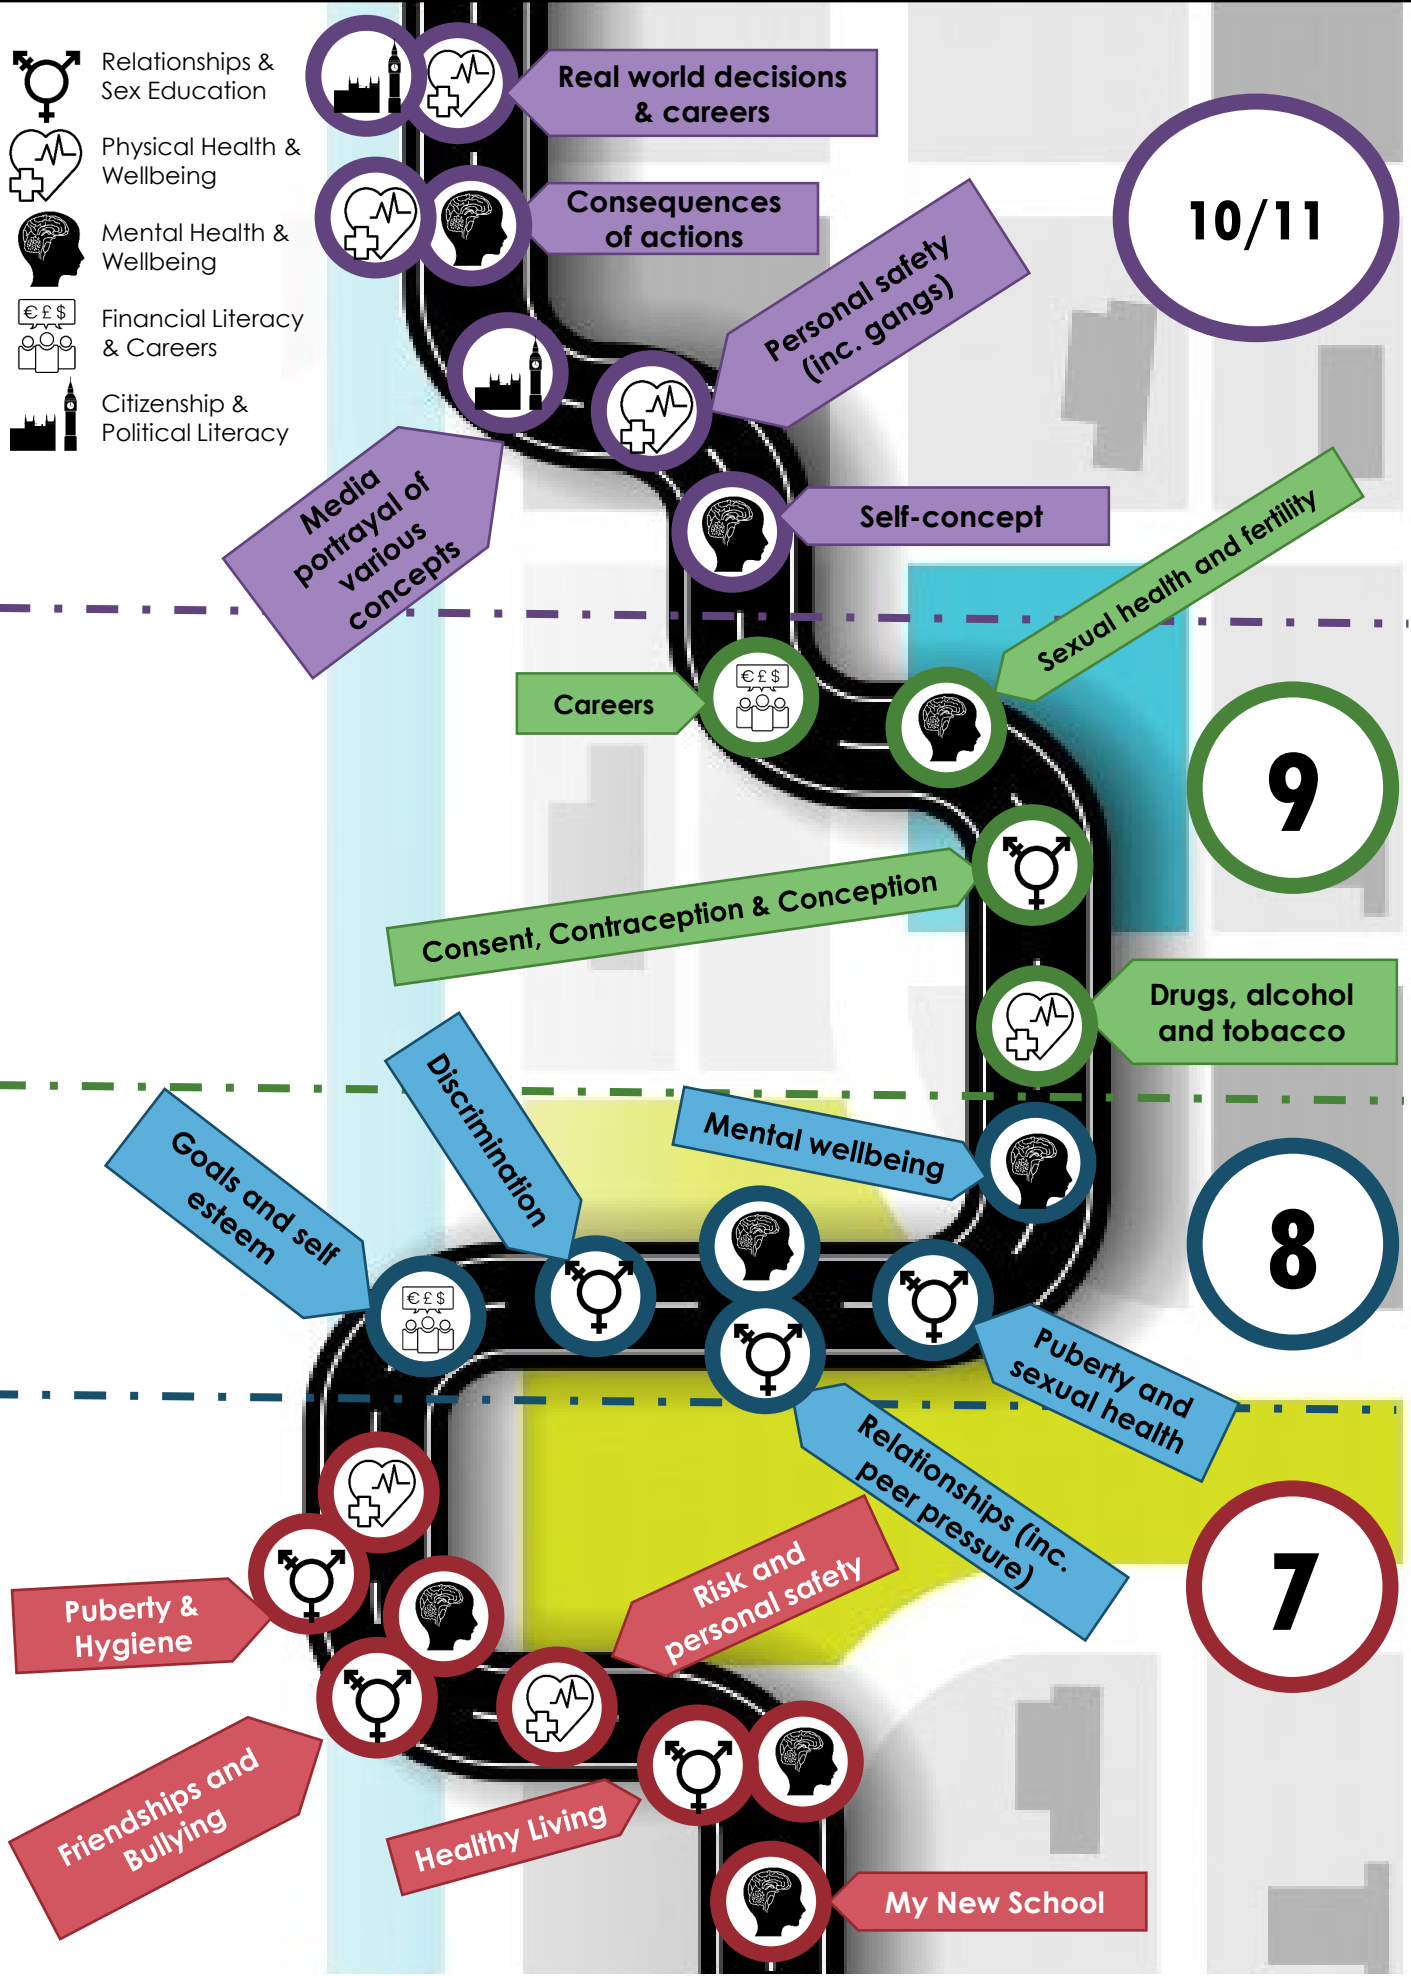 Relationships &
Sex Education
Physical Health &
Wellbeing
Mental Health &
Wellbeing
€£$
Financial Literacy
& Careers
Citizenship &
Political Literacy
Real world decisions
& careers
10/11
Consequences
of actions
Personal safety
(inc. gangs)
Media
portrayal of
various
concepts
Self-concept
Sexual health and fertility
Careers
€£$
9
Consent, Contraception & Conception
Drugs, alcohol
and tobacco
Discrimination
Mental wellbeing
Goals and self
esteem
8
€£$
Puberty and
sexual health
Relationships (inc.
peer pressure)
7
Risk and
personal safety
Puberty &
Hygiene
Friendships and
Bullying
Healthy Living
My New School